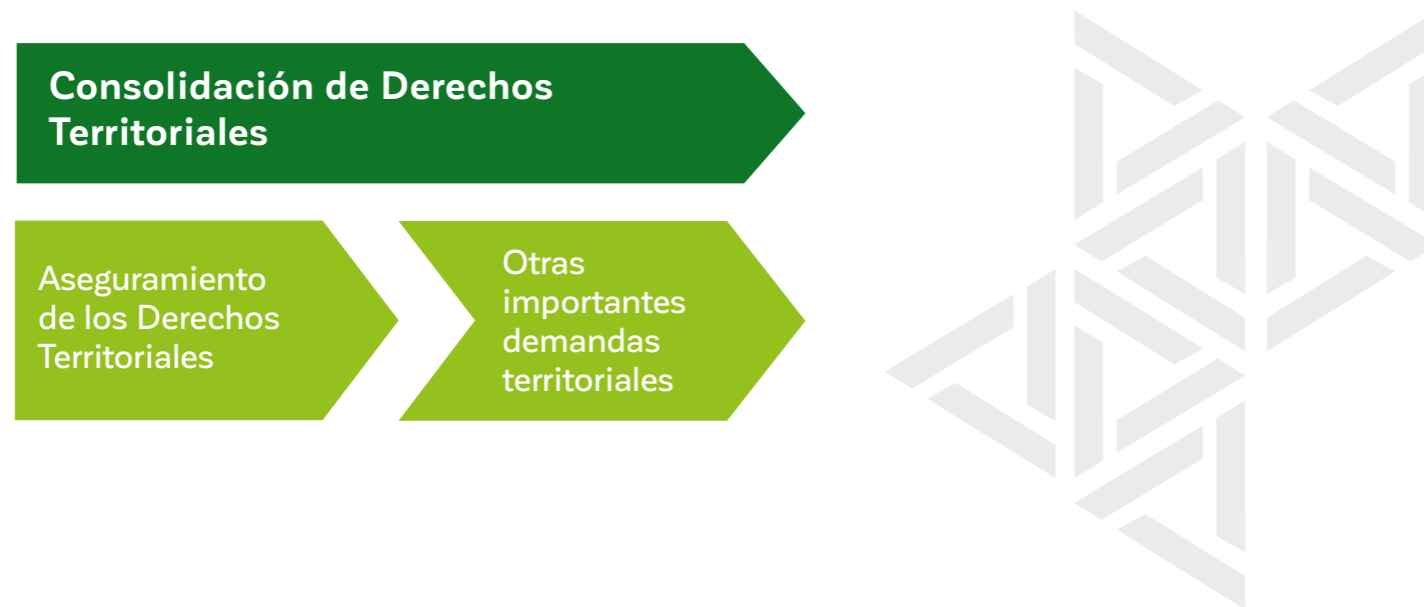 Consolidación de Derechos
Territoriales
Aseguramiento
de los Derechos
Territoriales
Otras
importantes
demandas
territoriales